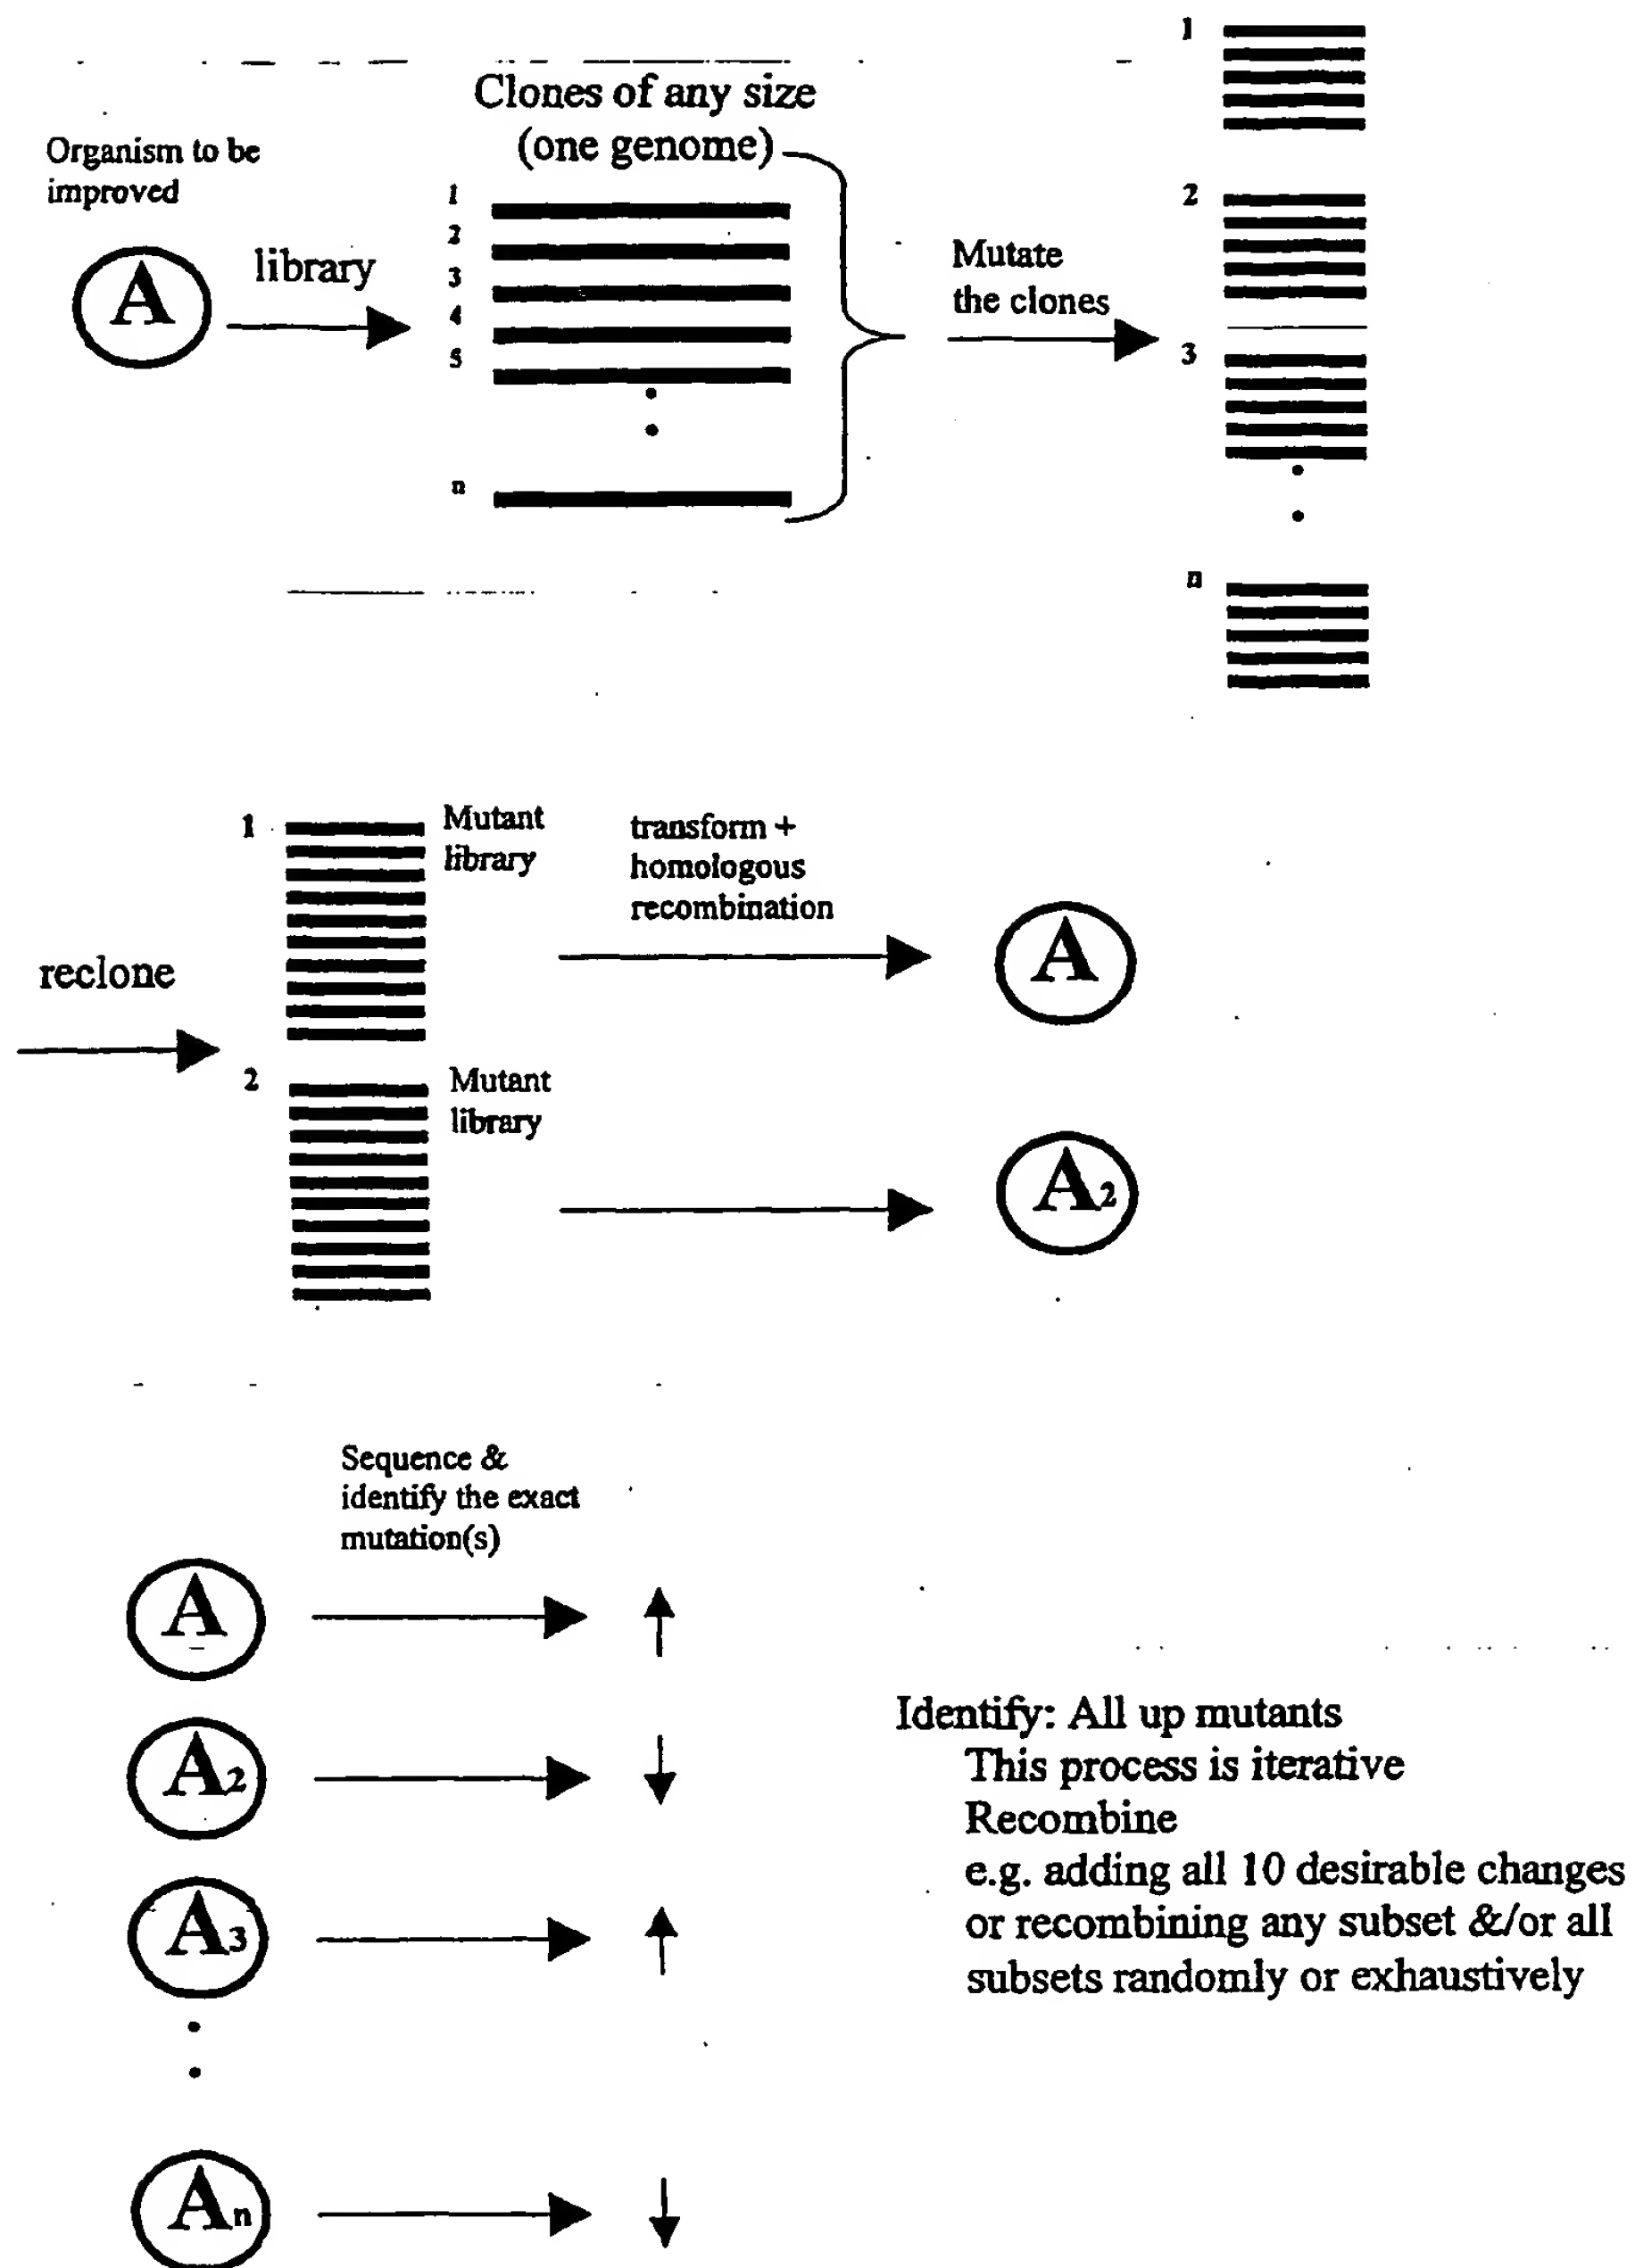 Organism to be
improved
A
library
Clones of any size
(one genome)
1
2
3
4
5
n
Mutate
the clones
1
2
3
n
reclone
1
Mutant
library
2
Mutant
library
transform +
homologous
recombination
A
A2
Sequence &
identify the exact
mutation(s)
A
A2
A3
An
Identify: All up mutants
This process is iterative
Recombine
e.g. adding all 10 desirable changes
or recombining any subset &/or all
subsets randomly or exhaustively